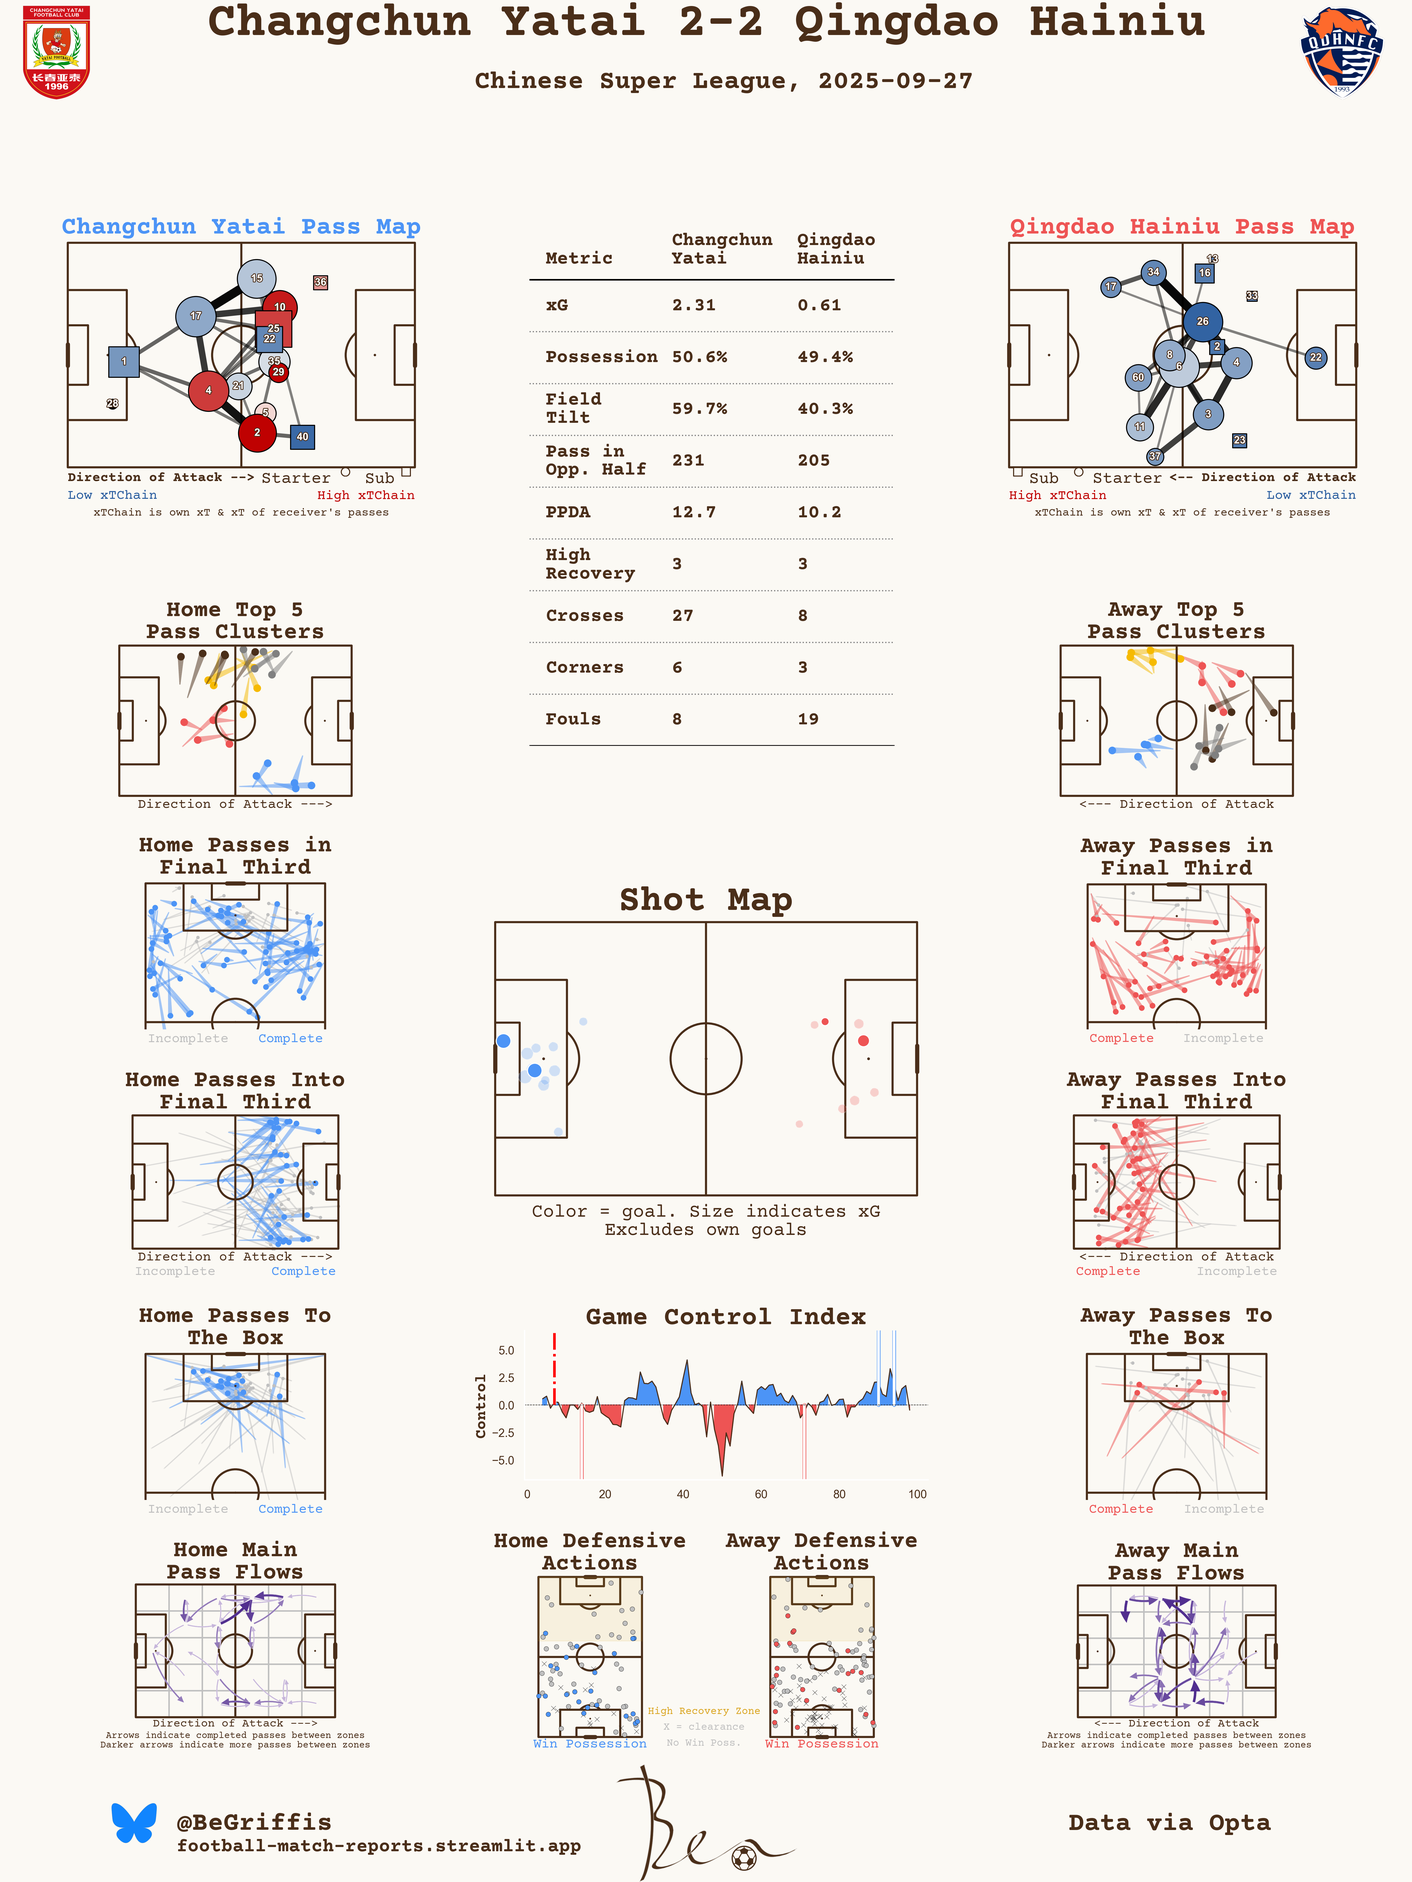 Changchun Yatai 2-2 Qingdao Hainiu
Chinese Super League, 2025-09-27
CHANGCHUN YATAI
FOOTBALL CLUB
长春亚泰
1996
QDHNFC
1993
Changchun Yatai Pass Map
15
36
10
17
25
22
1
35
29
4
21
28
5
2
40
Direction of Attack --> Starter Sub
Low xTChain High xTChain
xTChain is own xT & xT of receiver's passes
Metric Changchun Yatai Qingdao Hainiu
xG 2.31 0.61
Possession 50.6% 49.4%
Field Tilt 59.7% 40.3%
Pass in Opp. Half 231 205
PPDA 12.7 10.2
High Recovery 3 3
Crosses 27 8
Corners 6 3
Fouls 8 19
Qingdao Hainiu Pass Map
13
34
16
17
33
26
2
8
22
6
4
60
3
11
23
37
Sub Starter <-- Direction of Attack
High xTChain Low xTChain
xTChain is own xT & xT of receiver's passes
Home Top 5
Pass Clusters
Direction of Attack --->
Away Top 5
Pass Clusters
<--- Direction of Attack
Home Passes in
Final Third
Incomplete Complete
Away Passes in
Final Third
Complete Incomplete
Shot Map
Color = goal. Size indicates xG
Excludes own goals
Home Passes Into
Final Third
Direction of Attack --->
Incomplete Complete
Away Passes Into
Final Third
<--- Direction of Attack
Complete Incomplete
Home Passes To
The Box
Incomplete Complete
Game Control Index
Control
5.0
2.5
0.0
−2.5
−5.0
0 20 40 60 80 100
Away Passes To
The Box
Complete Incomplete
Home Main
Pass Flows
Direction of Attack --->
Arrows indicate completed passes between zones
Darker arrows indicate more passes between zones
Home Defensive
Actions
Win Possession
Away Defensive
Actions
Win Possession
High Recovery Zone
X = clearance
No Win Poss.
Away Main
Pass Flows
<--- Direction of Attack
Arrows indicate completed passes between zones
Darker arrows indicate more passes between zones
@BeGriffis
football-match-reports.streamlit.app
Ben
Data via Opta